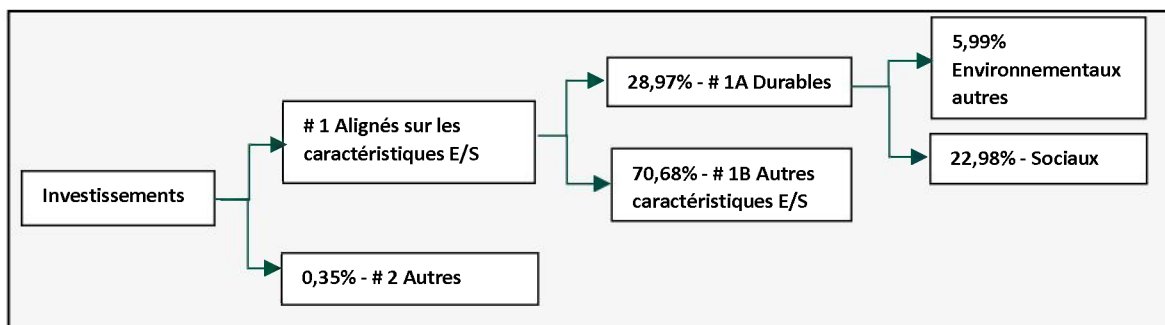 Investissements
# 1 Alignés sur les
caractéristiques E/S
0,35% - # 2 Autres
28,97% - # 1A Durables
70,68% - # 1B Autres
caractéristiques E/S
5,99%
Environnementaux
autres
22,98% - Sociaux